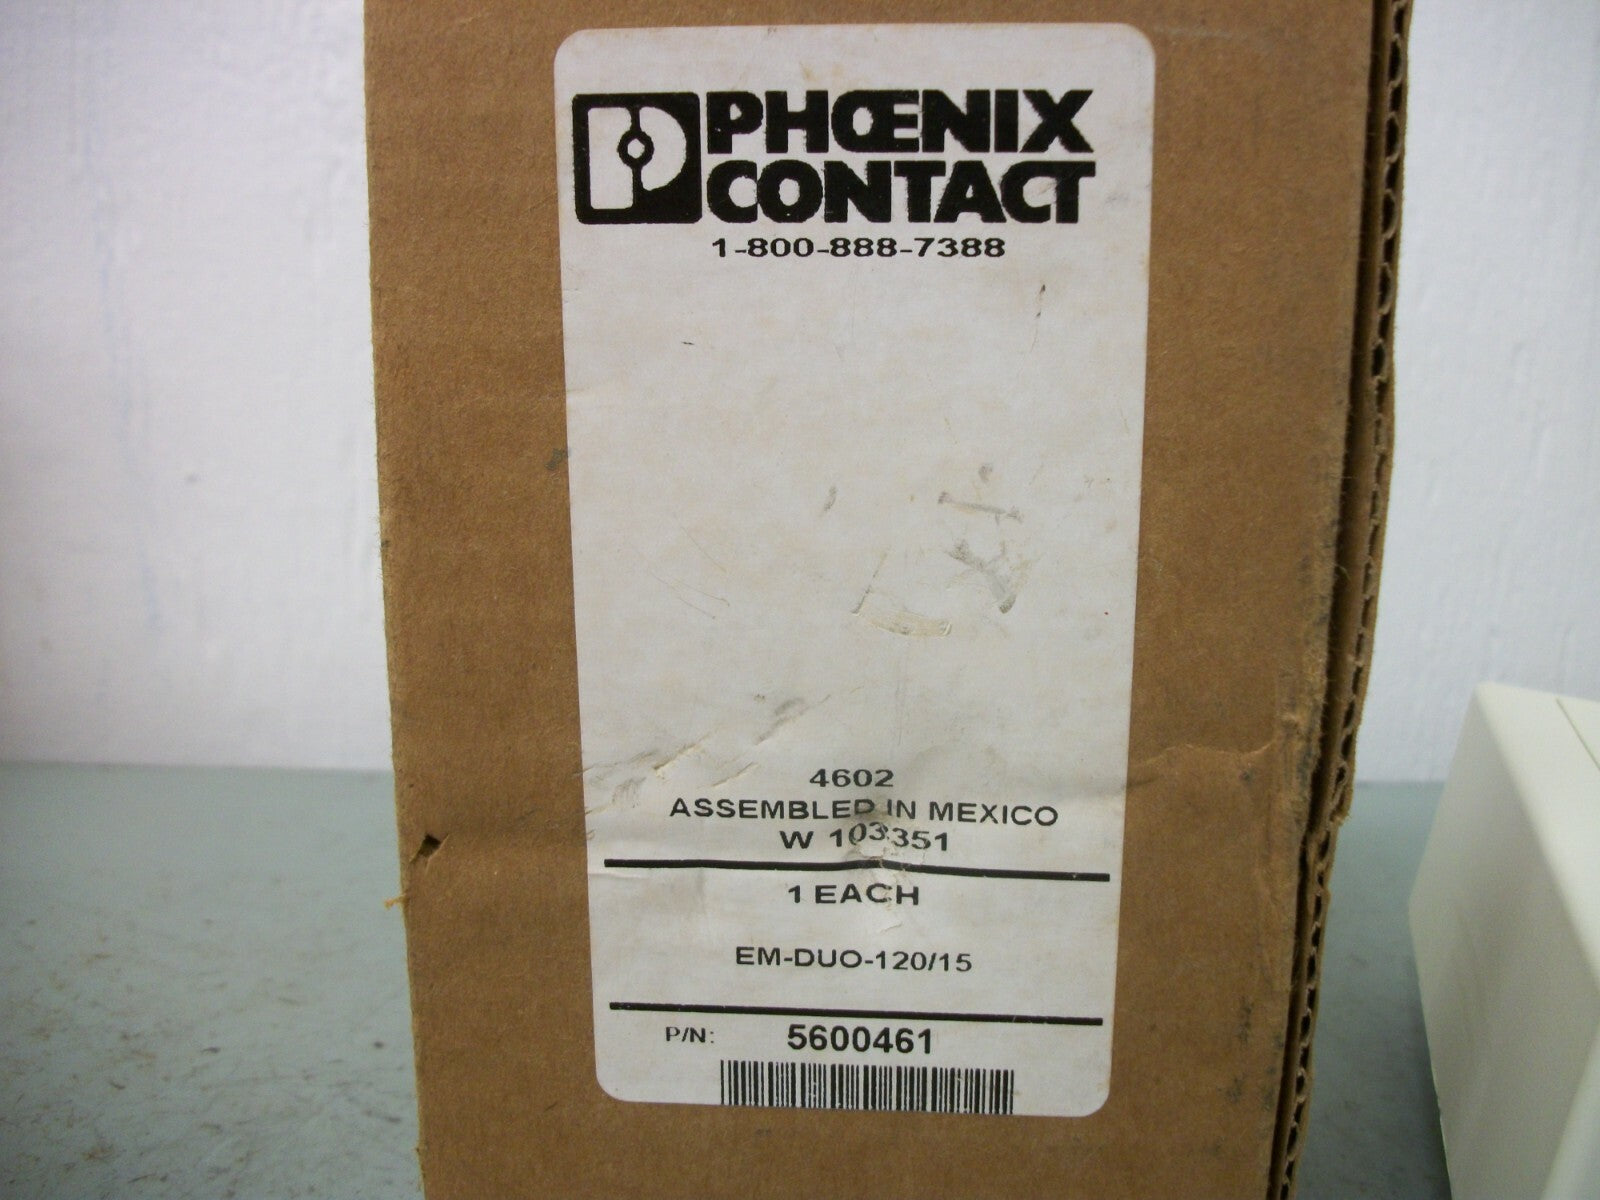 PHŒNIX
CONTACT
1-800-888-7388
4602
ASSEMBLED IN MEXICO
W 103351
1 EACH
EM-DUO-120/15
P/N: 5600461